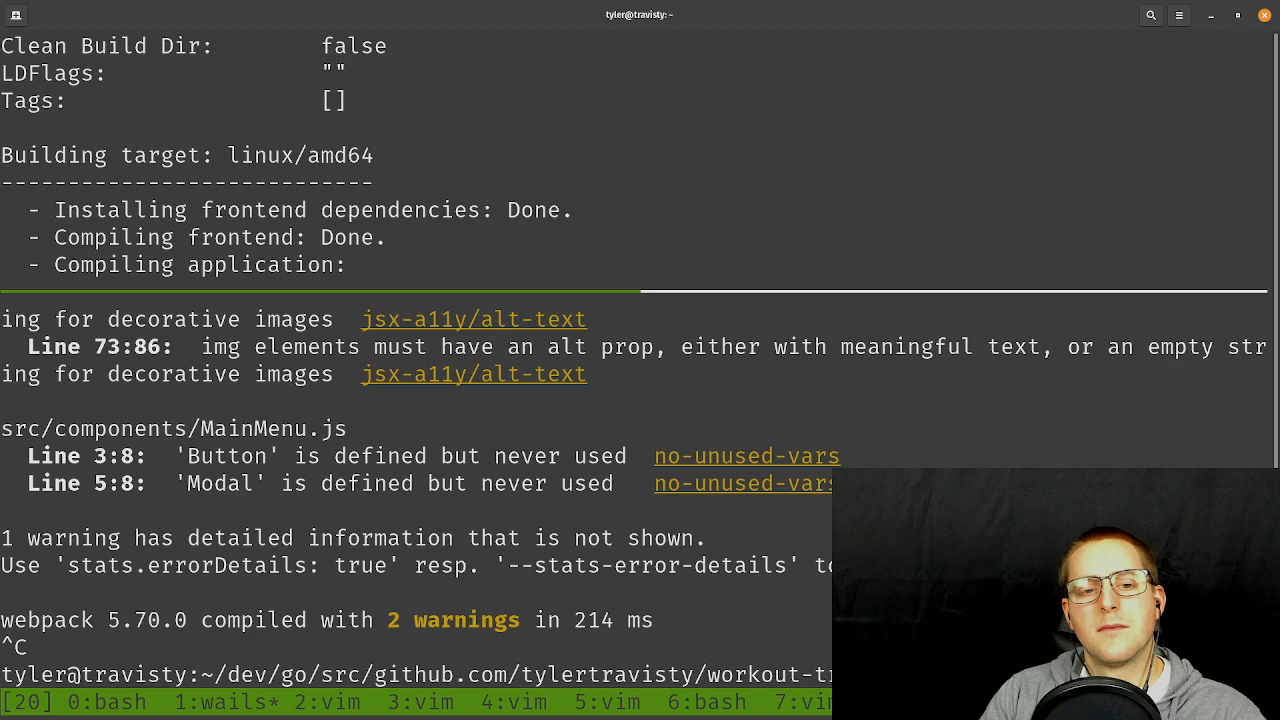 tyler@travisty: ~
Clean Build Dir: false
LDFlags: ""
Tags: []
Building target: linux/amd64
----------------------------
- Installing frontend dependencies: Done.
- Compiling frontend: Done.
- Compiling application:
ing for decorative images jsx-a11y/alt-text
Line 73:86: img elements must have an alt prop, either with meaningful text, or an empty str
ing for decorative images jsx-a11y/alt-text
src/components/MainMenu.js
Line 3:8: 'Button' is defined but never used no-unused-vars
Line 5:8: 'Modal' is defined but never used no-unused-vars
1 warning has detailed information that is not shown.
Use 'stats.errorDetails: true' resp. '--stats-error-details' to
webpack 5.70.0 compiled with 2 warnings in 214 ms
^C
tyler@travisty:~/dev/go/src/github.com/tylertravisty/workout-t
[20] 0:bash 1:wails* 2:vim 3:vim 4:vim 5:vim 6:bash 7:vi